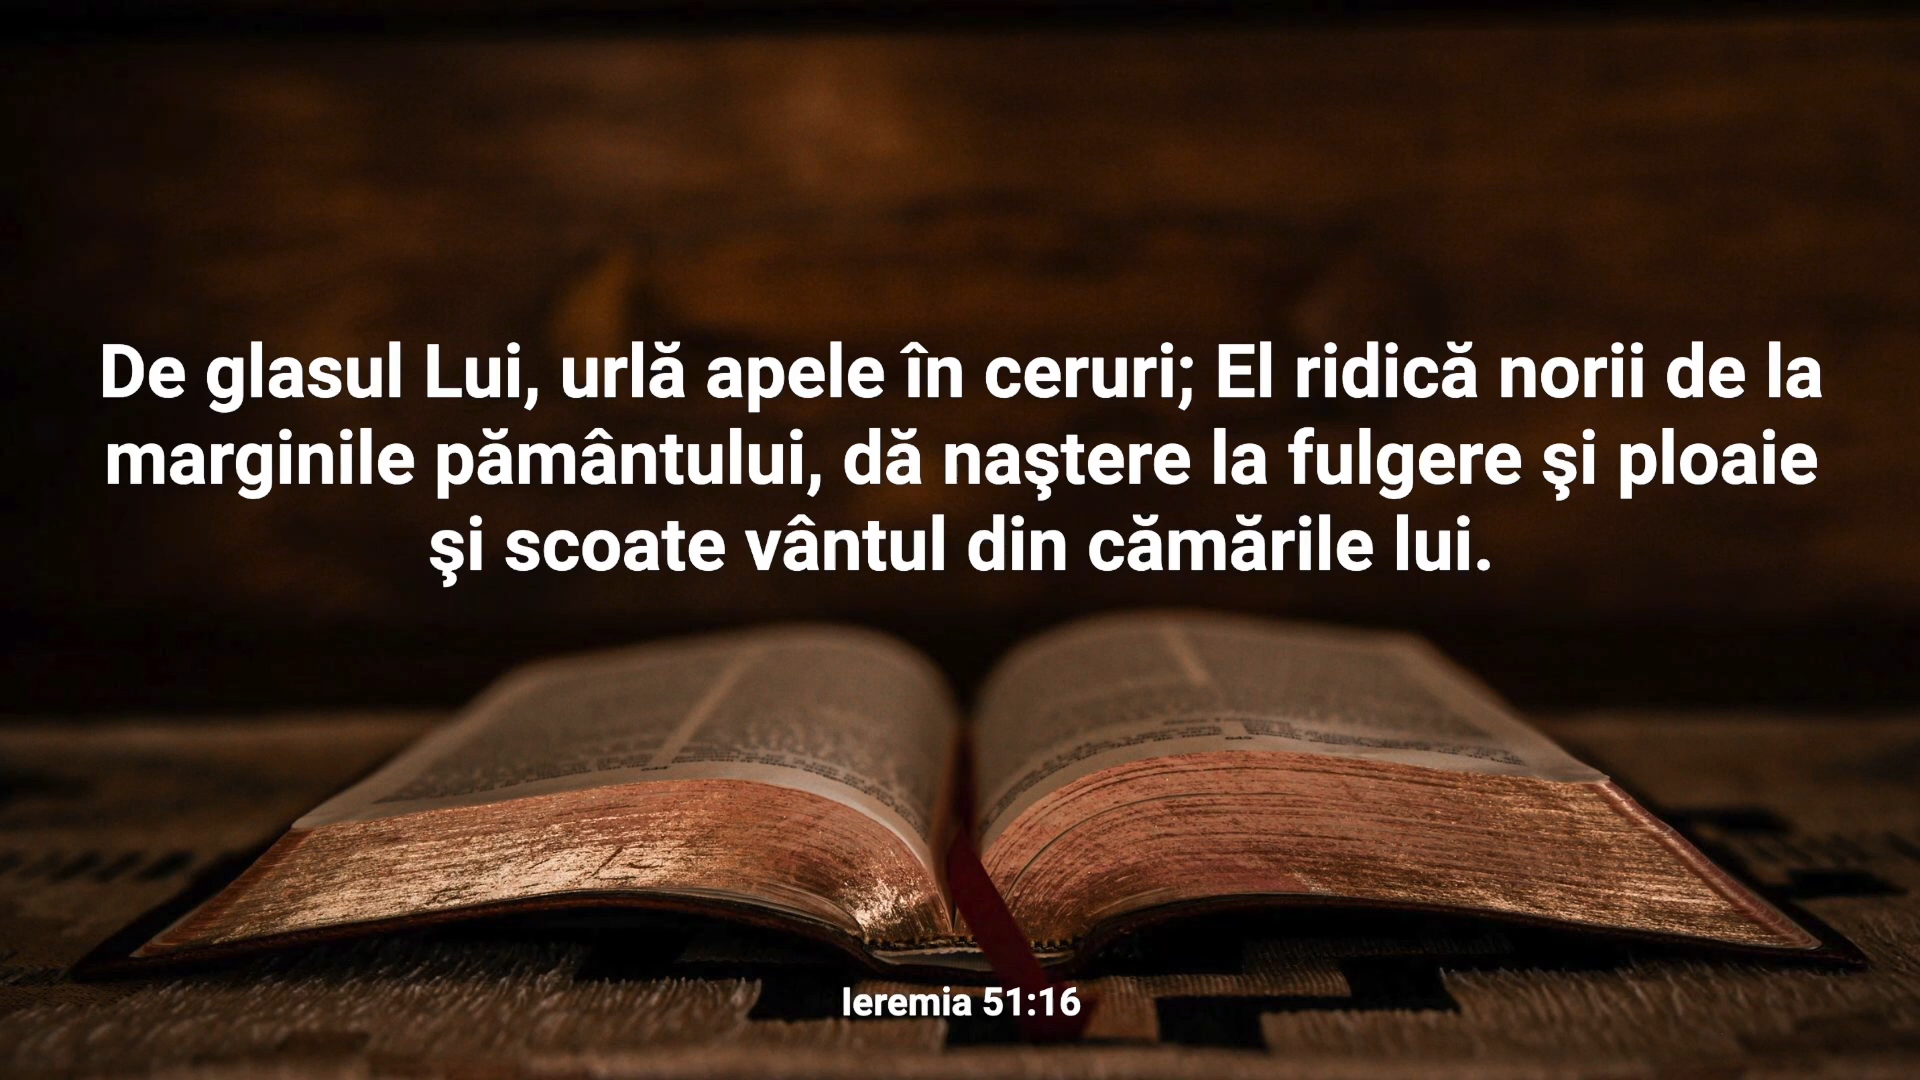 De glasul Lui, urlă apele în ceruri; El ridică norii de la
marginile pământului, dă naştere la fulgere şi ploaie
şi scoate vântul din cămările lui.
Ieremia 51:16